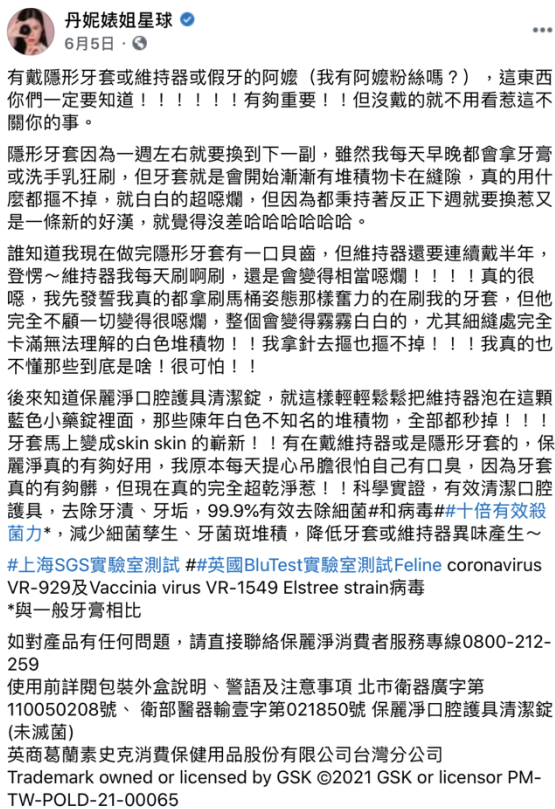 丹妮婊姐星球
6月5日 ·
有戴隱形牙套或維持器或假牙的阿嬤（我有阿嬤粉絲嗎？），這東西
你們一定要知道！！！！！！有夠重要！！但沒戴的就不用看惹這不
關你的事。
隱形牙套因為一週左右就要換到下一副，雖然我每天早晚都會拿牙膏
或洗手乳狂刷，但牙套就是會開始漸漸有堆積物卡在縫隙，真的用什
麼都摳不掉，就白白的超噁爛，但因為都秉持著反正下週就要換惹又
是一條新的好漢，就覺得沒差哈哈哈哈哈哈。
誰知道我現在做完隱形牙套有一口貝齒，但維持器還要連續戴半年，
登愣～維持器我每天刷啊刷，還是會變得相當噁爛！！！！真的很
噁，我先發誓我真的都拿刷馬桶姿態那樣奮力的在刷我的牙套，但他
完全不顧一切變得很噁爛，整個會變得霧霧白白的，尤其細縫處完全
卡滿無法理解的白色堆積物！！我拿針去摳也摳不掉！！！我真的也
不懂那些到底是啥！很可怕！！
後來知道保麗淨口腔護具清潔錠，就這樣輕輕鬆鬆把維持器泡在這顆
藍色小藥錠裡面，那些陳年白色不知名的堆積物，全部都秒掉！！！
牙套馬上變成skin skin 的嶄新！！有在戴維持器或是隱形牙套的，保
麗淨真的有夠好用，我原本每天提心吊膽很怕自己有口臭，因為牙套
真的有夠髒，但現在真的完全超乾淨惹！！科學實證，有效清潔口腔
護具，去除牙漬、牙垢，99.9%有效去除細菌#和病毒##十倍有效殺
菌力*，減少細菌孳生、牙菌斑堆積，降低牙套或維持器異味產生～
#上海SGS實驗室測試 ##英國BluTest實驗室測試Feline coronavirus
VR-929及Vaccinia virus VR-1549 Elstree strain病毒
*與一般牙膏相比
如對產品有任何問題，請直接聯絡保麗淨消費者服務專線0800-212-
259
使用前詳閱包裝外盒說明、警語及注意事項 北市衛器廣字第
110050208號、 衛部醫器輸壹字第021850號 保麗凈口腔護具清潔錠
(未滅菌)
英商葛蘭素史克消費保健用品股份有限公司台灣分公司
Trademark owned or licensed by GSK ©2021 GSK or licensor PM-
TW-POLD-21-00065